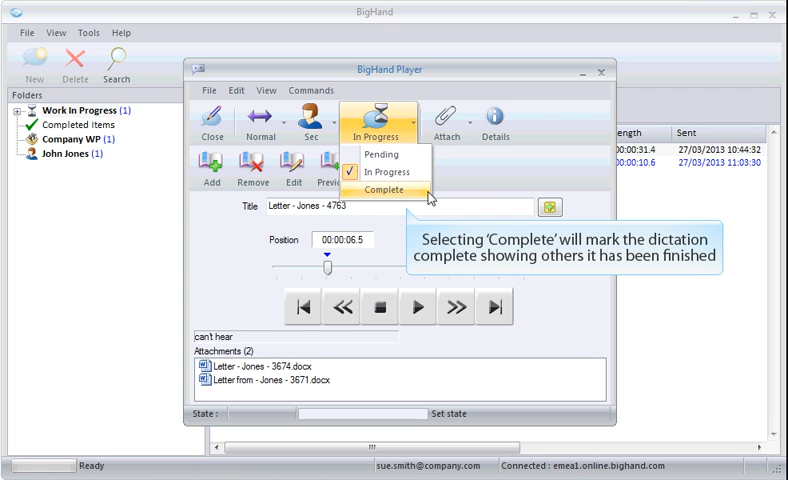 BigHand
File View Tools Help
New Delete Search
Folders
Work In Progress (1)
Completed Items
Company WP (1)
John Jones (1)
BigHand Player
File Edit View Commands
Close Normal Sec In Progress Attach Details
Pending
In Progress
Complete
Add Remove Edit
Title Letter - Jones - 4763
Position 00:00:06.5
Selecting ‘Complete’ will mark the dictation
complete showing others it has been finished
can't hear
Attachments (2)
Letter - Jones - 3674.docx
Letter from - Jones - 3671.docx
State : Set state
Sent
00:00:31.4 27/03/2013 10:44:32
00:00:10.6 27/03/2013 11:03:30
Ready sue.smith@company.com Connected : emea1.online.bighand.com